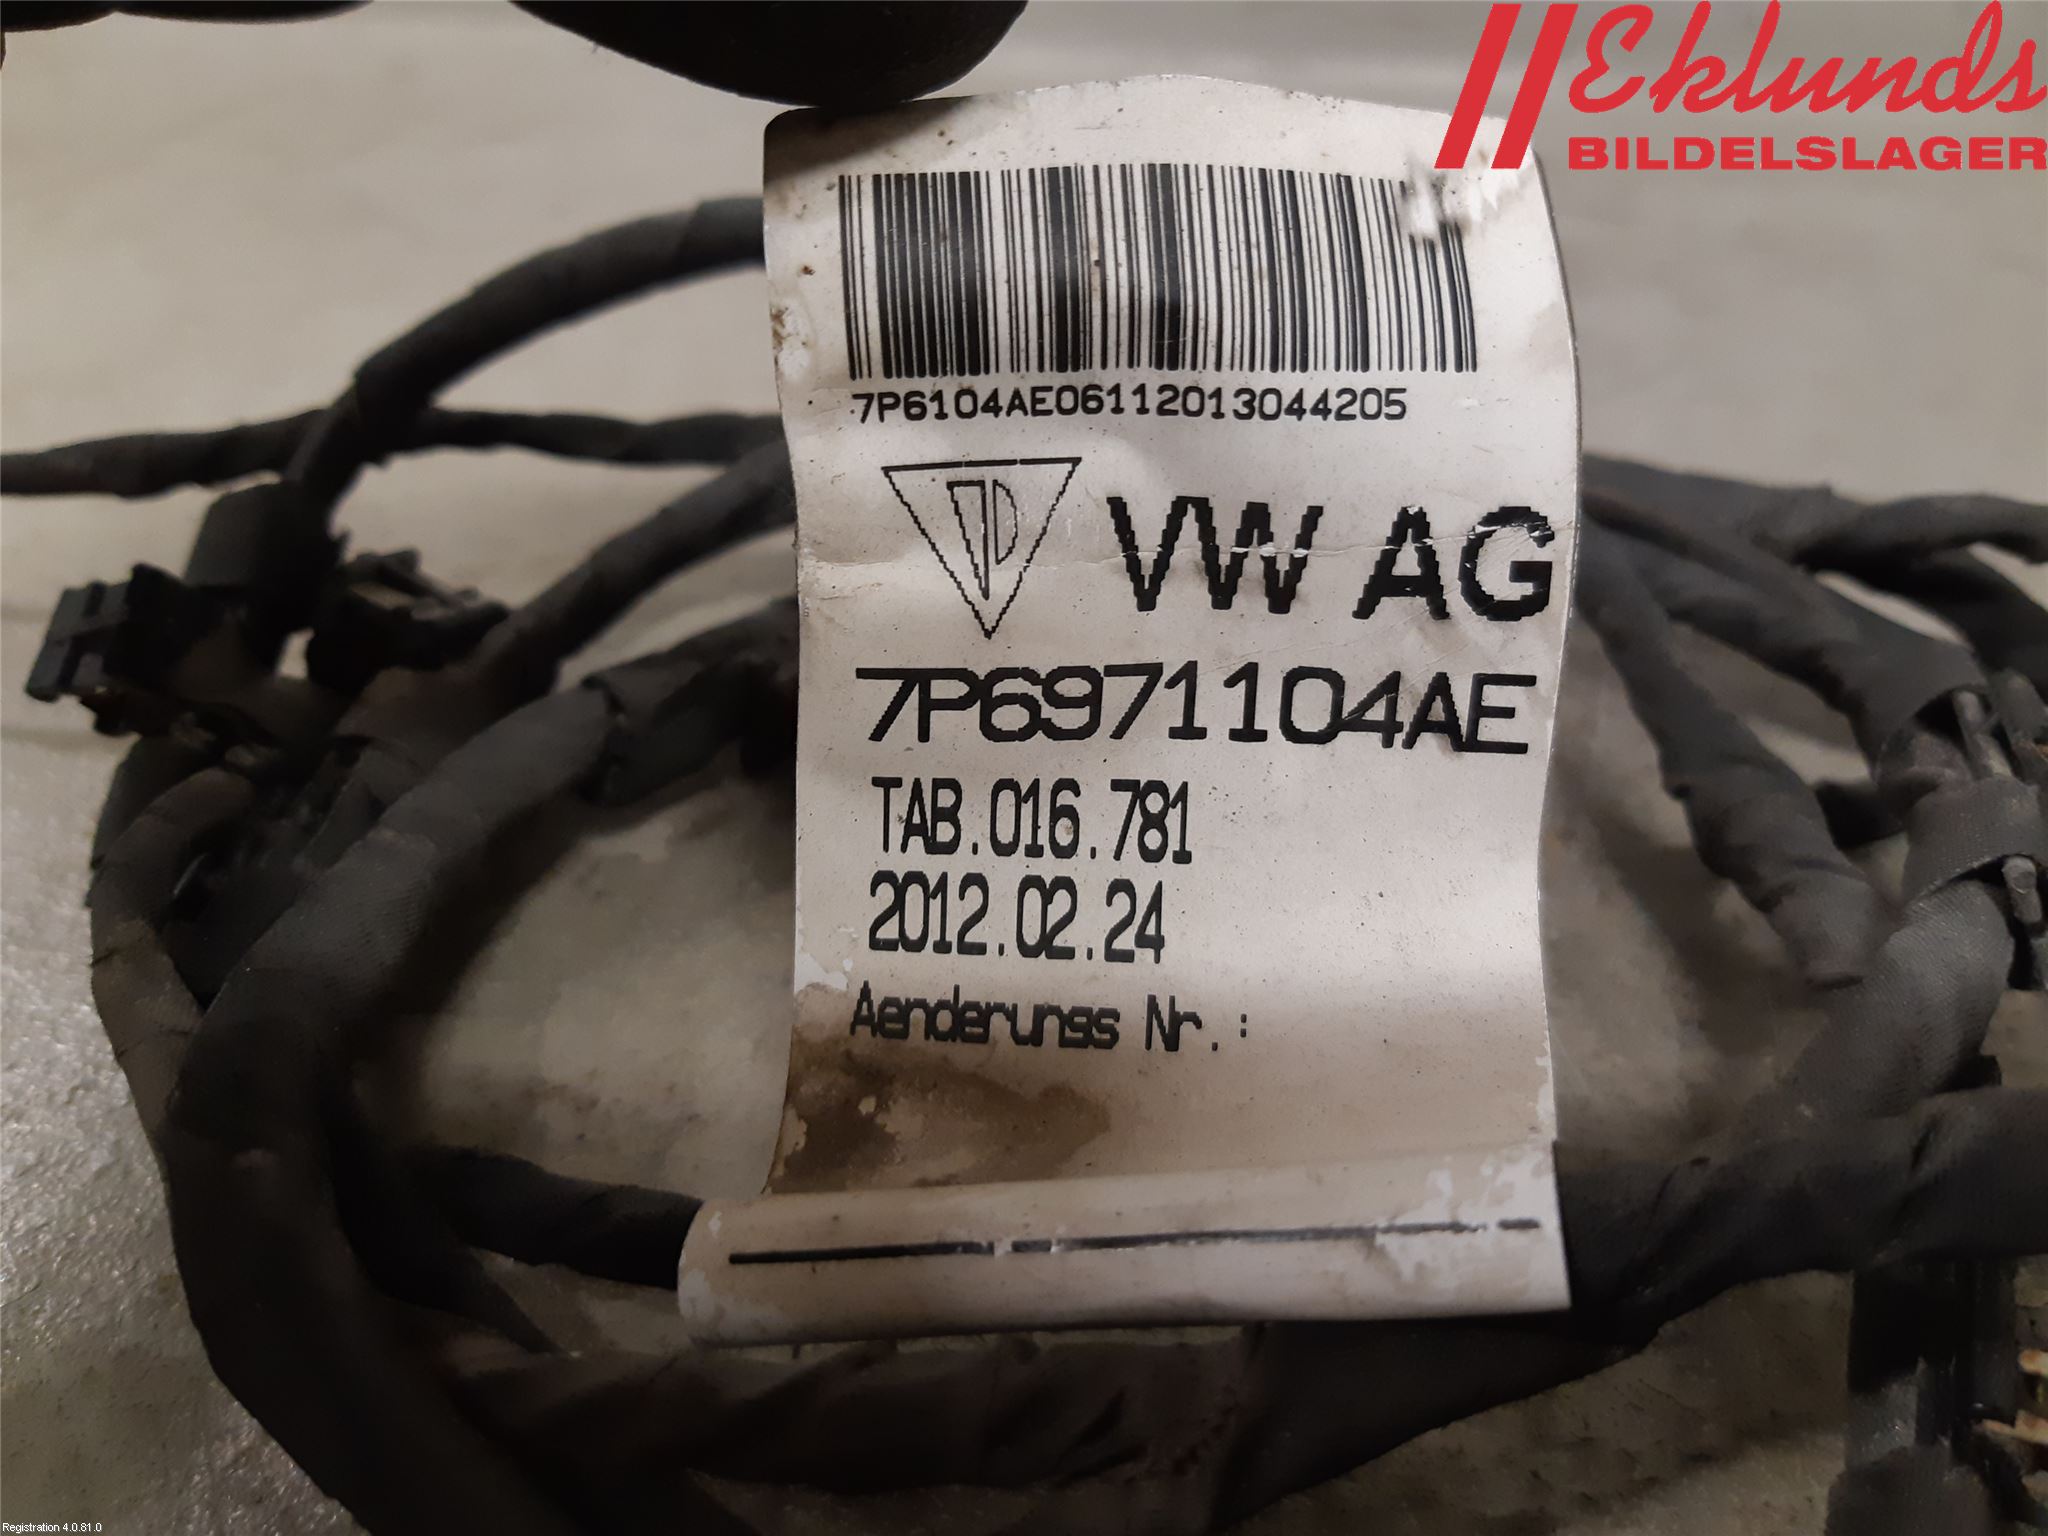 Eklunds
BILDELSLAGER
7P6104AE06112013044205
VW AG
7P6971104AE
TAB.016.781
2012.02.24
Aenderungs Nr.:
Registration 4.0.81.0